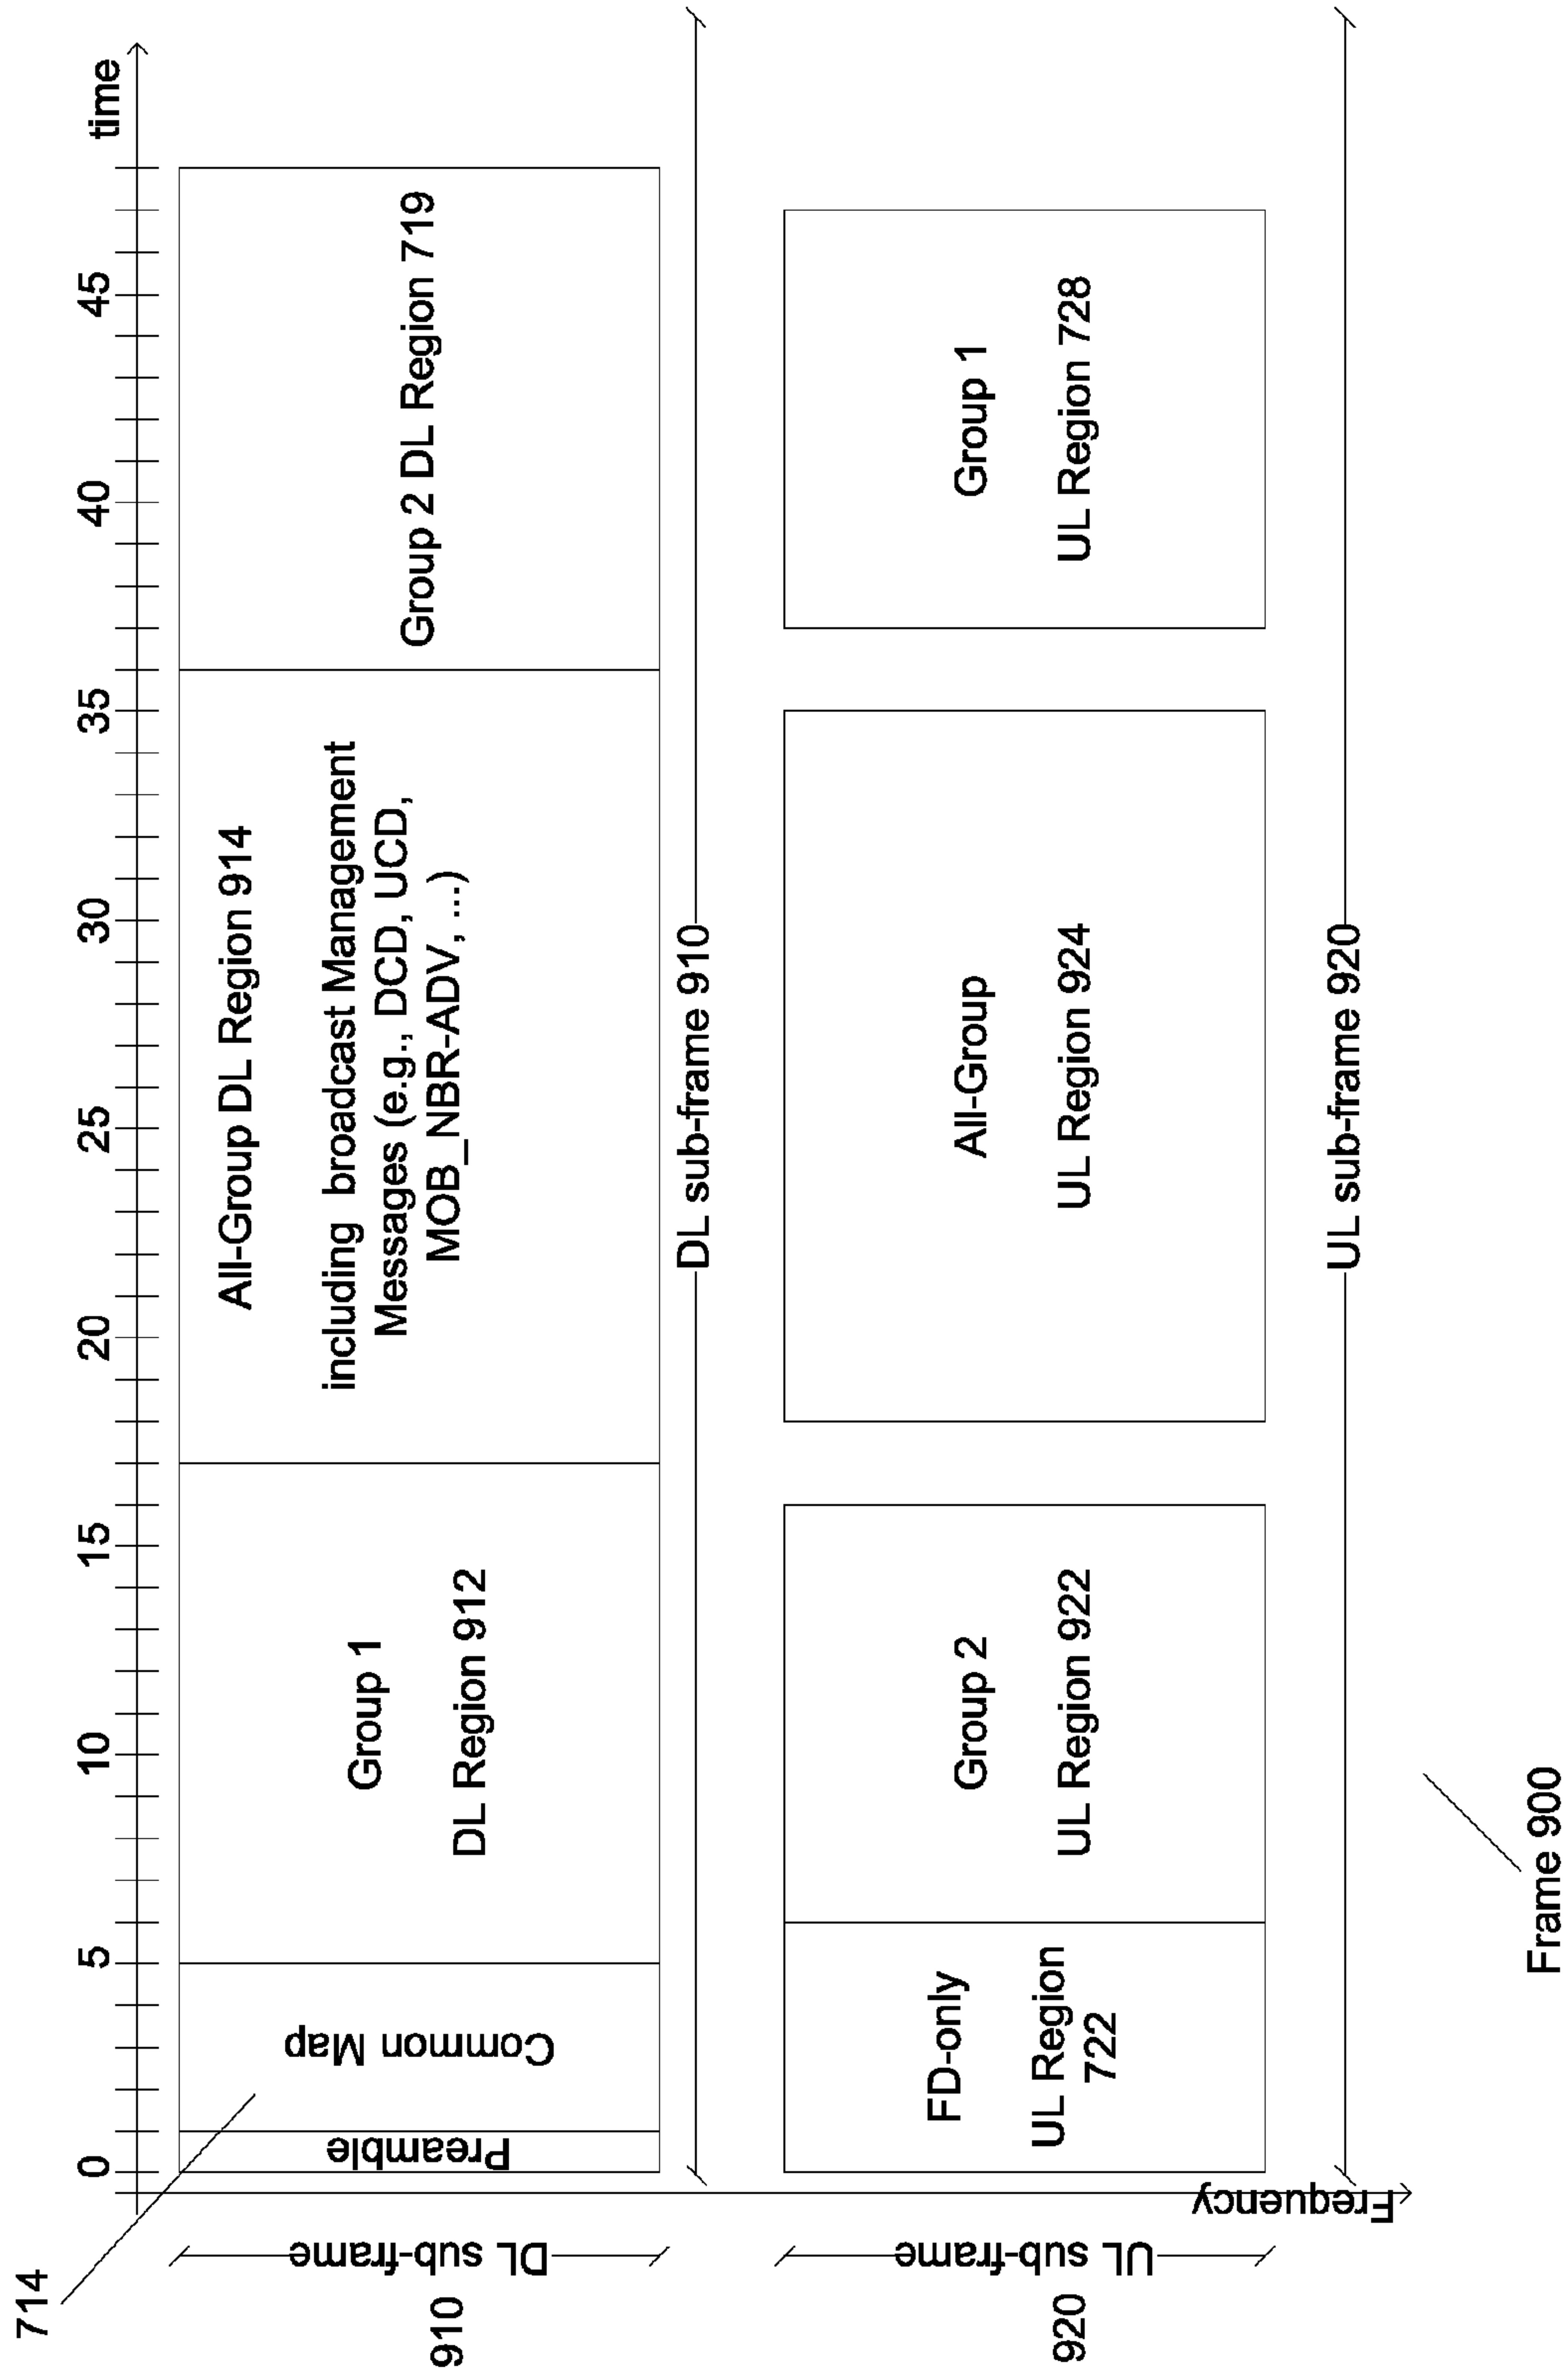 time
0 5 10 15 20 25 30 35 40 45
714
DL sub-frame
910
Preamble
Common Map
Group 1
DL Region 912
All-Group DL Region 914
including broadcast Management
Messages (e.g., DCD, UCD,
MOB_NBR-ADV, ...)
Group 2 DL Region 719
DL sub-frame 910
UL sub-frame
920
FD-only
UL Region
722
Group 2
UL Region 922
All-Group
UL Region 924
Group 1
UL Region 728
UL sub-frame 920
Frequency
Frame 900